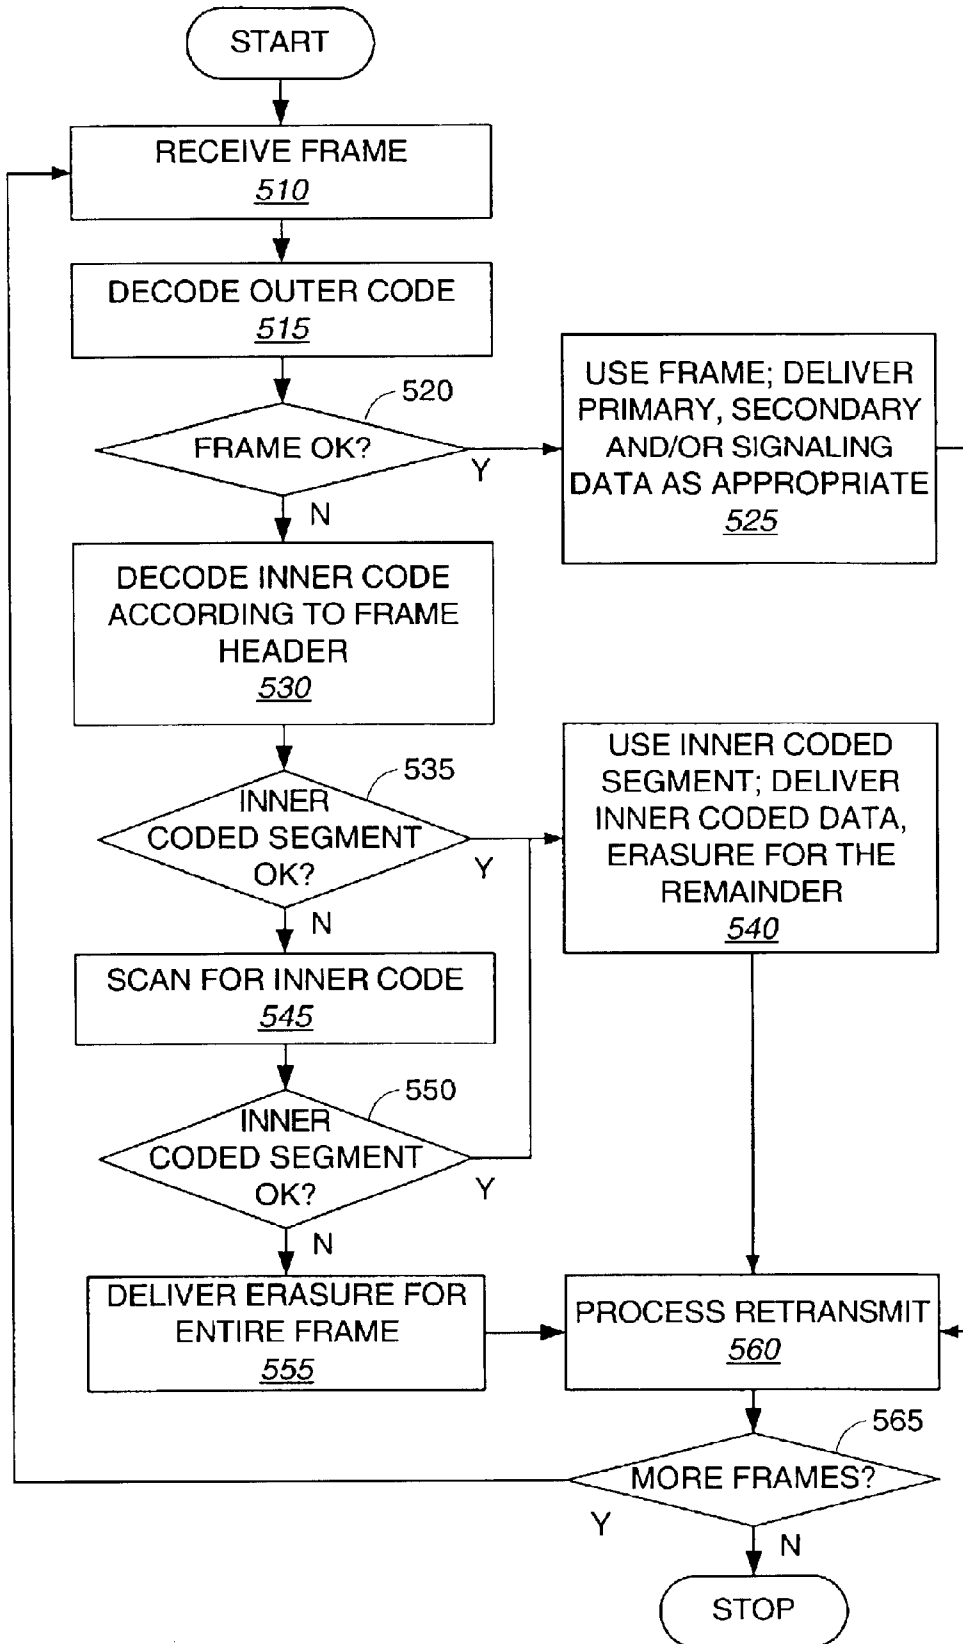 START
RECEIVE FRAME
510
DECODE OUTER CODE
515
520
FRAME OK?
Y
N
USE FRAME; DELIVER
PRIMARY, SECONDARY
AND/OR SIGNALING
DATA AS APPROPRIATE
525
DECODE INNER CODE
ACCORDING TO FRAME
HEADER
530
535
INNER
CODED SEGMENT
OK?
Y
N
USE INNER CODED
SEGMENT; DELIVER
INNER CODED DATA,
ERASURE FOR THE
REMAINDER
540
SCAN FOR INNER CODE
545
550
INNER
CODED SEGMENT
OK?
Y
N
DELIVER ERASURE FOR
ENTIRE FRAME
555
PROCESS RETRANSMIT
560
565
MORE FRAMES?
Y
N
STOP